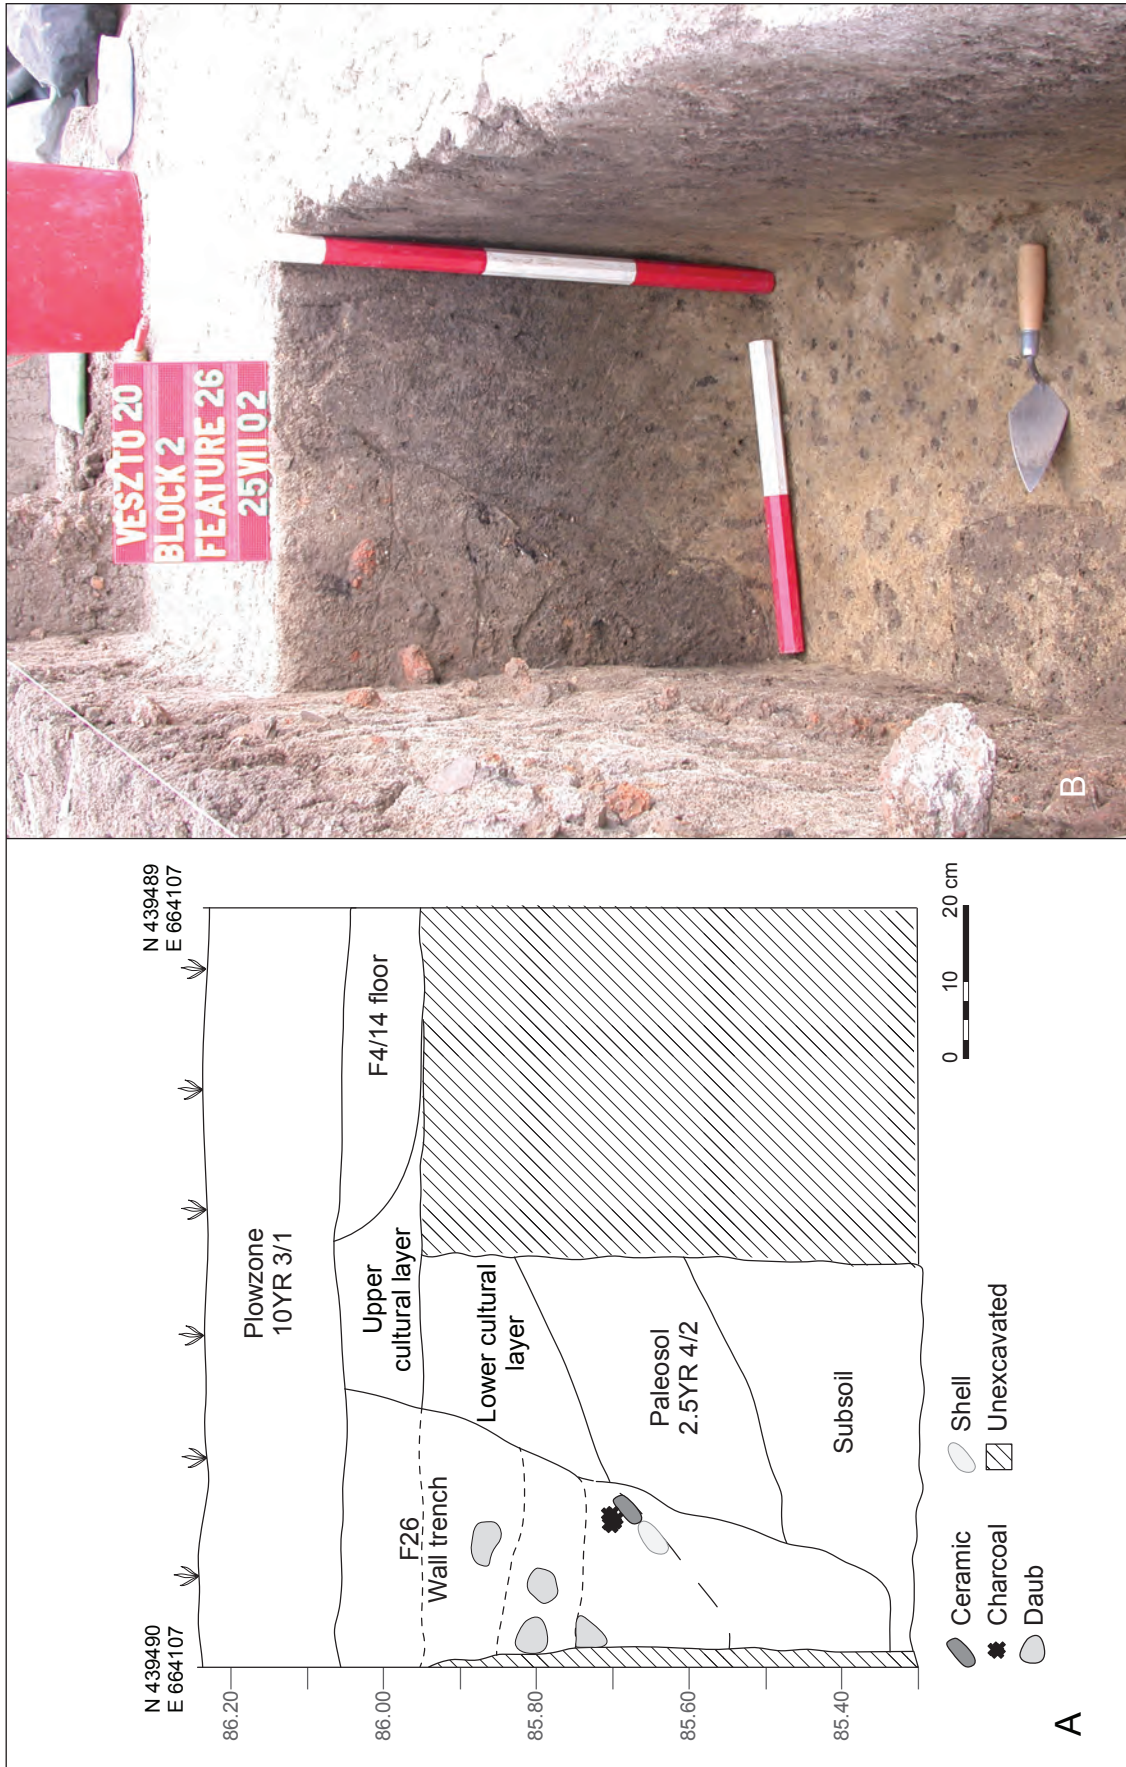 N 439490
E 664107
N 439489
E 664107
86.20
86.00
85.80
85.60
85.40
Plowzone
10YR 3/1
F4/14 floor
Upper
cultural layer
F26
Wall trench
Lower cultural
layer
Paleosol
2.5YR 4/2
Subsoil
Ceramic
Charcoal
Daub
Shell
Unexcavated
0
10
20 cm
A
VESZTO 20
BLOCK 2
FEATURE 26
25VII02
B